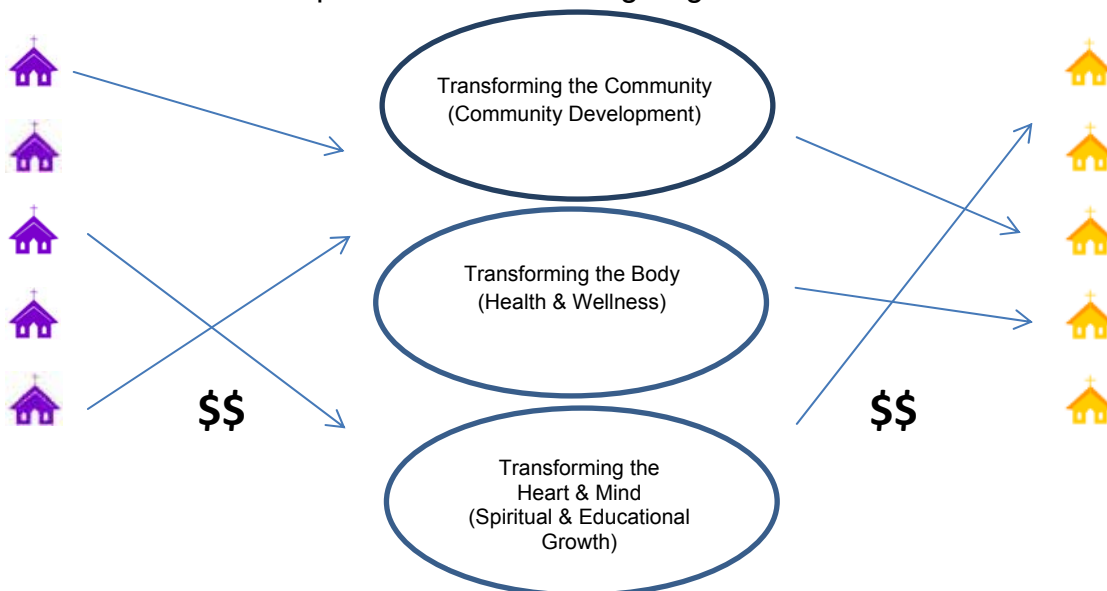 Transforming the Community
(Community Development)
Transforming the Body
(Health & Wellness)
$$
$$
Transforming the
Heart & Mind
(Spiritual & Educational
Growth)